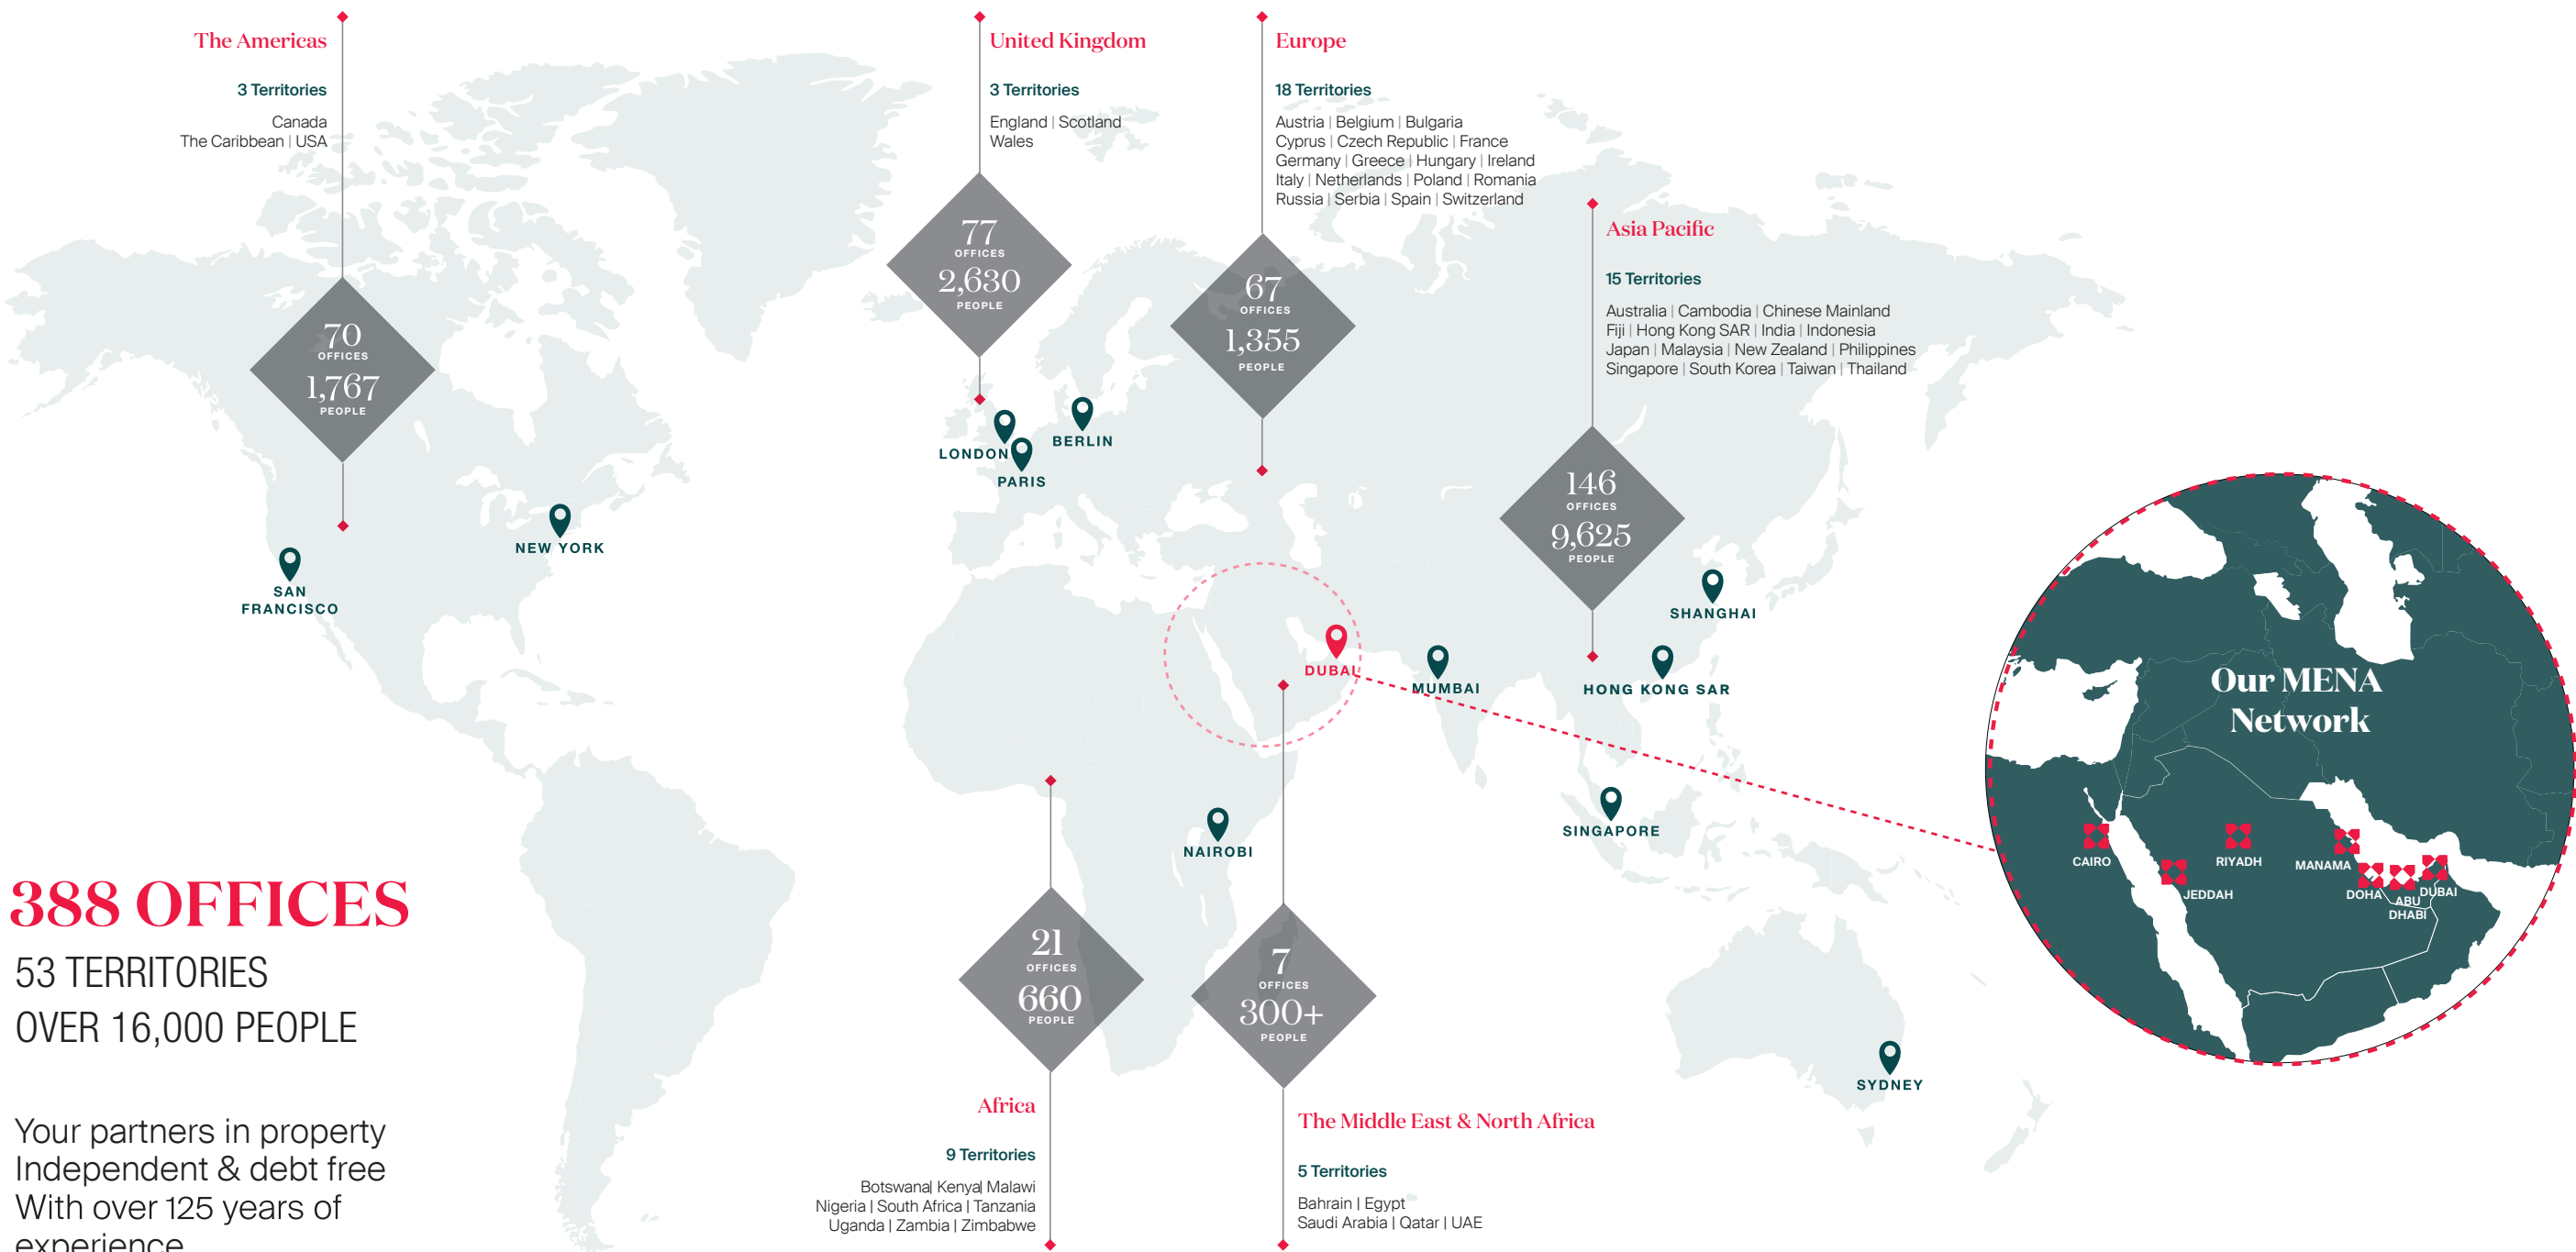 The Americas
3 Territories
Canada
The Caribbean | USA
70
OFFICES
1,767
PEOPLE
United Kingdom
3 Territories
England | Scotland
Wales
77
OFFICES
2,630
PEOPLE
Europe
18 Territories
Austria | Belgium | Bulgaria
Cyprus | Czech Republic | France
Germany | Greece | Hungary | Ireland
Italy | Netherlands | Poland | Romania
Russia | Serbia | Spain | Switzerland
67
OFFICES
1,355
PEOPLE
Asia Pacific
15 Territories
Australia | Cambodia | Chinese Mainland
Fiji | Hong Kong SAR | India | Indonesia
Japan | Malaysia | New Zealand | Philippines
Singapore | South Korea | Taiwan | Thailand
146
OFFICES
9,625
PEOPLE
LONDON
BERLIN
PARIS
NEW YORK
SAN
FRANCISCO
SHANGHAI
DUBAI
MUMBAI
HONG KONG SAR
SINGAPORE
NAIROBI
SYDNEY
Our MENA
Network
CAIRO
RIYADH
MANAMA
JEDDAH
DOHA
ABU
DHABI
DUBAI
388 OFFICES
53 TERRITORIES
OVER 16,000 PEOPLE
Your partners in property
Independent & debt free
With over 125 years of
experience
21
OFFICES
660
PEOPLE
Africa
9 Territories
Botswana| Kenya| Malawi
Nigeria | South Africa | Tanzania
Uganda | Zambia | Zimbabwe
7
OFFICES
300+
PEOPLE
The Middle East & North Africa
5 Territories
Bahrain | Egypt
Saudi Arabia | Qatar | UAE